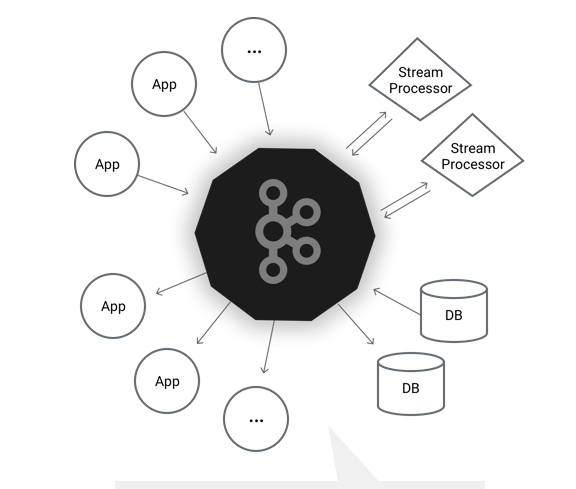 ...
App
App
Stream
Processor
Stream
Processor
App
App
...
DB
DB